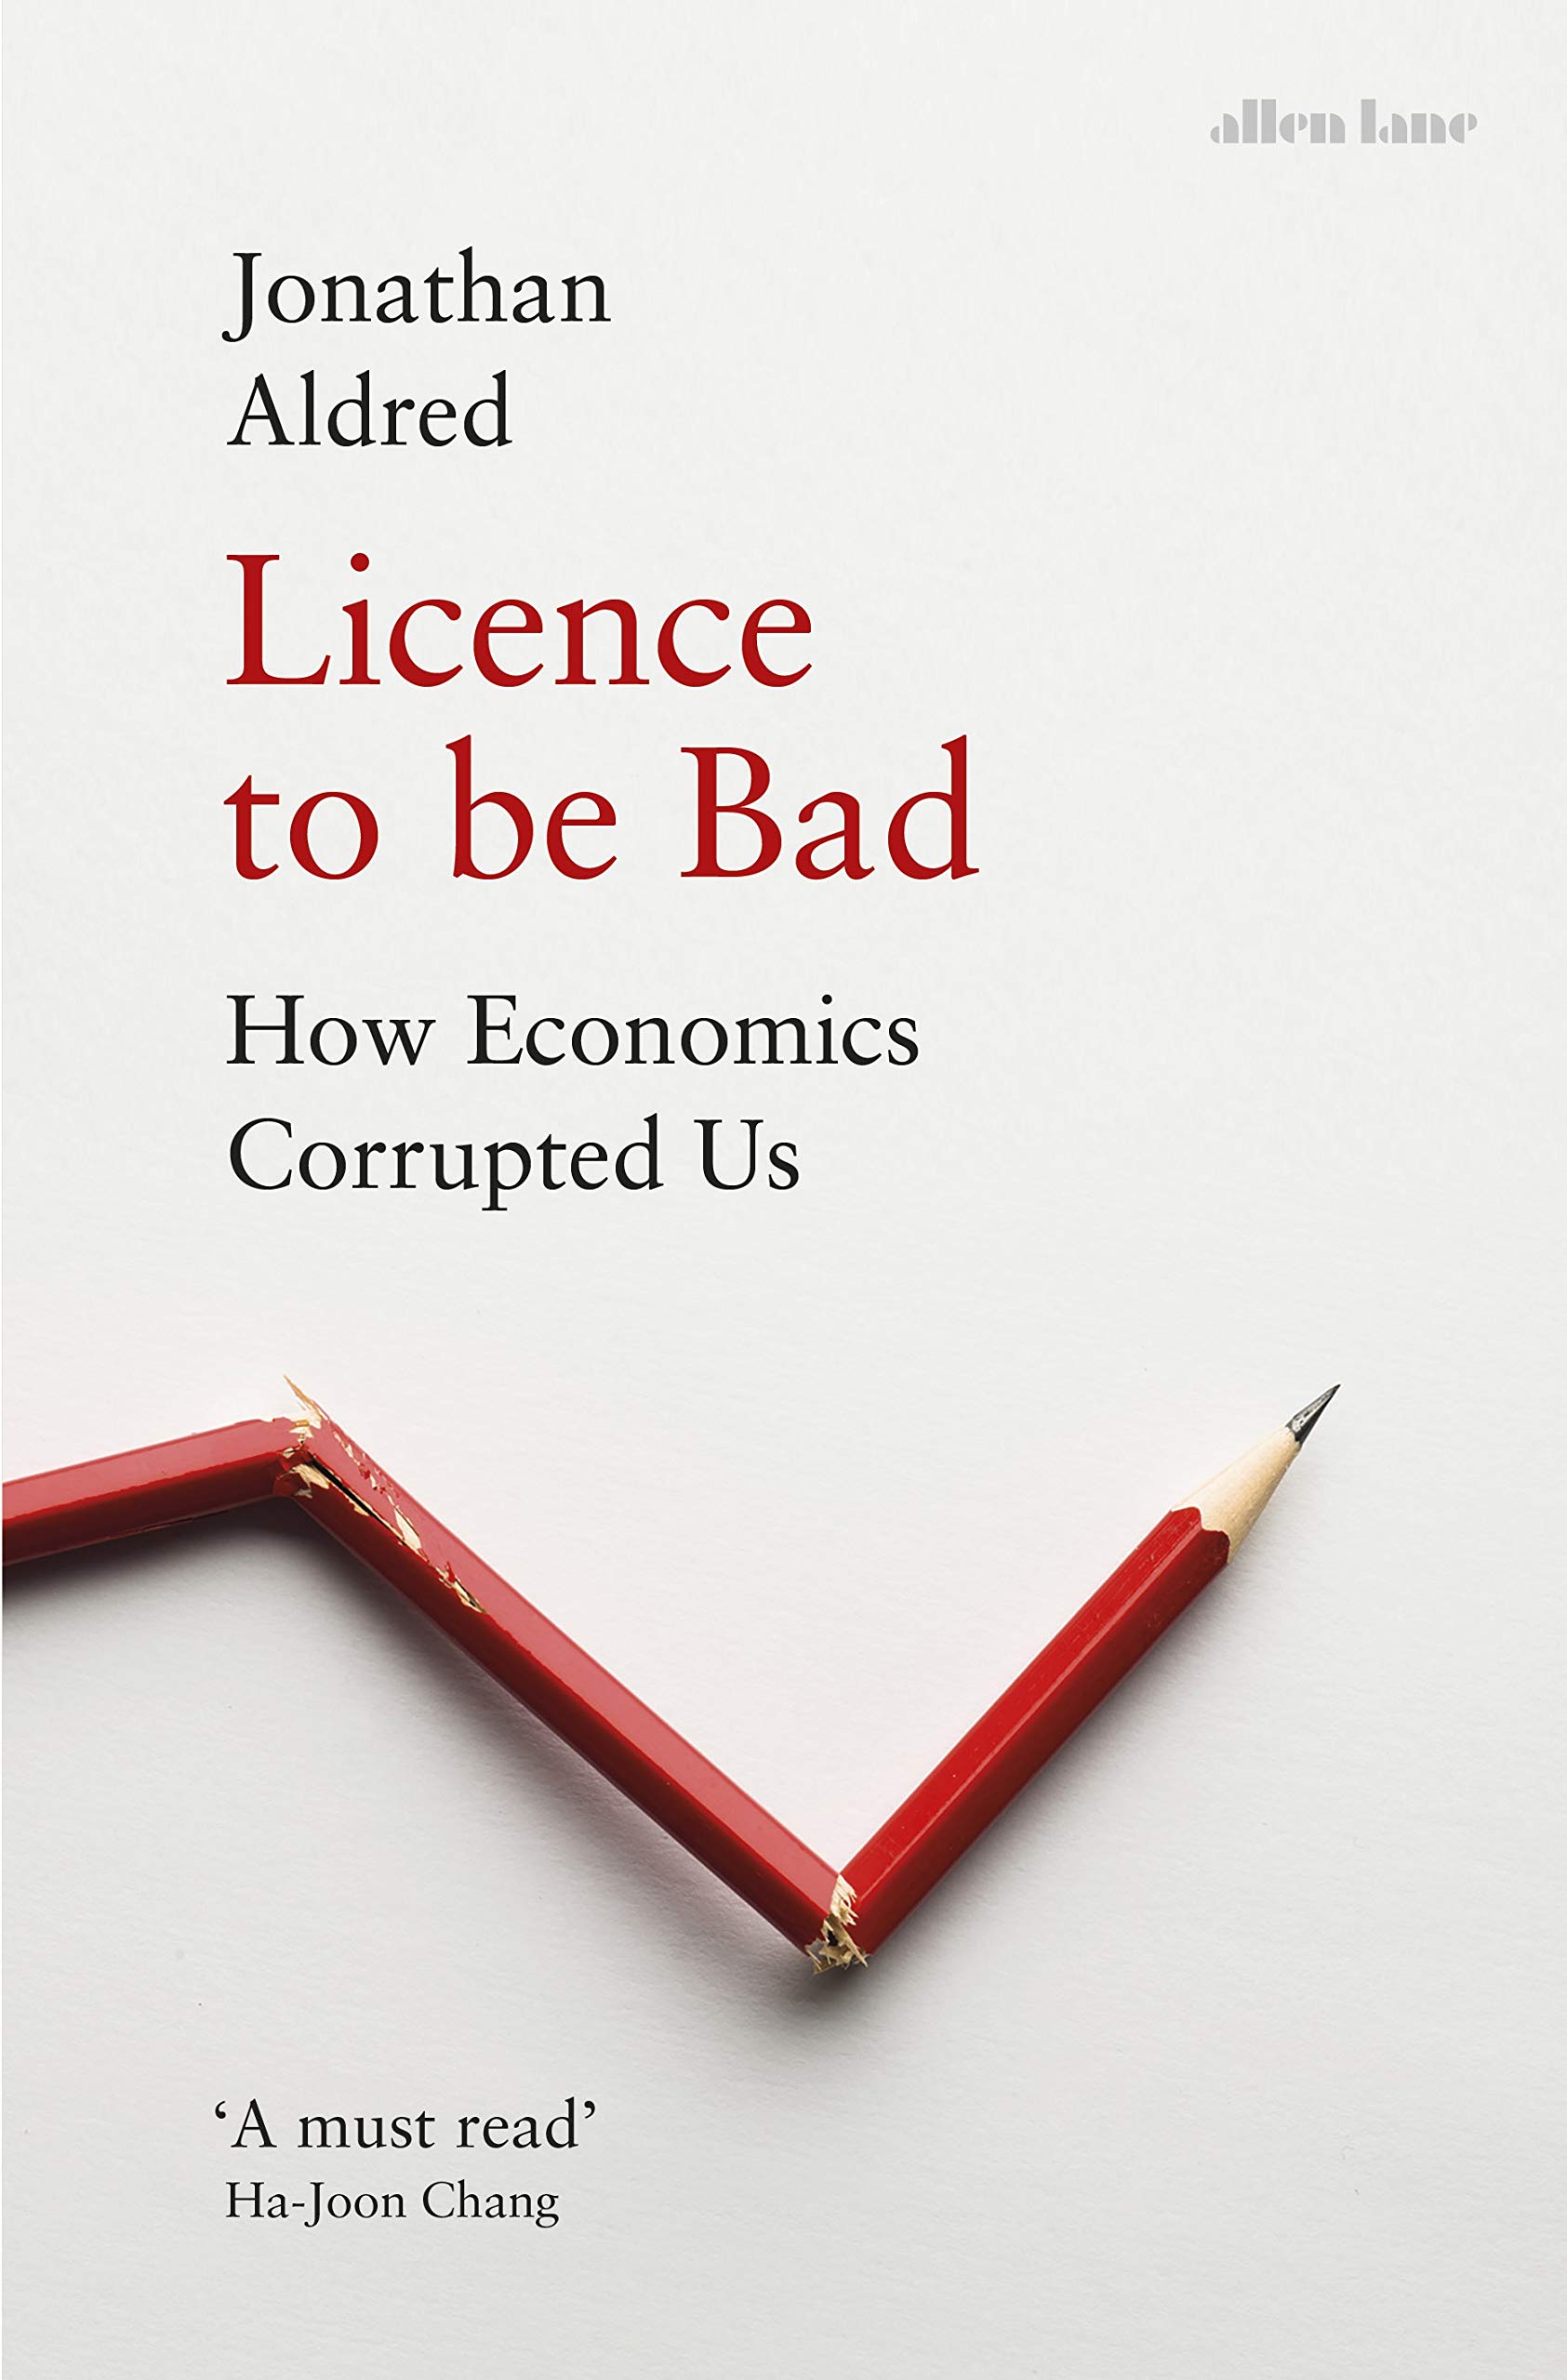 allen lane
Jonathan
Aldred
Licence
to be Bad
How Economics
Corrupted Us
‘A must read’
Ha-Joon Chang